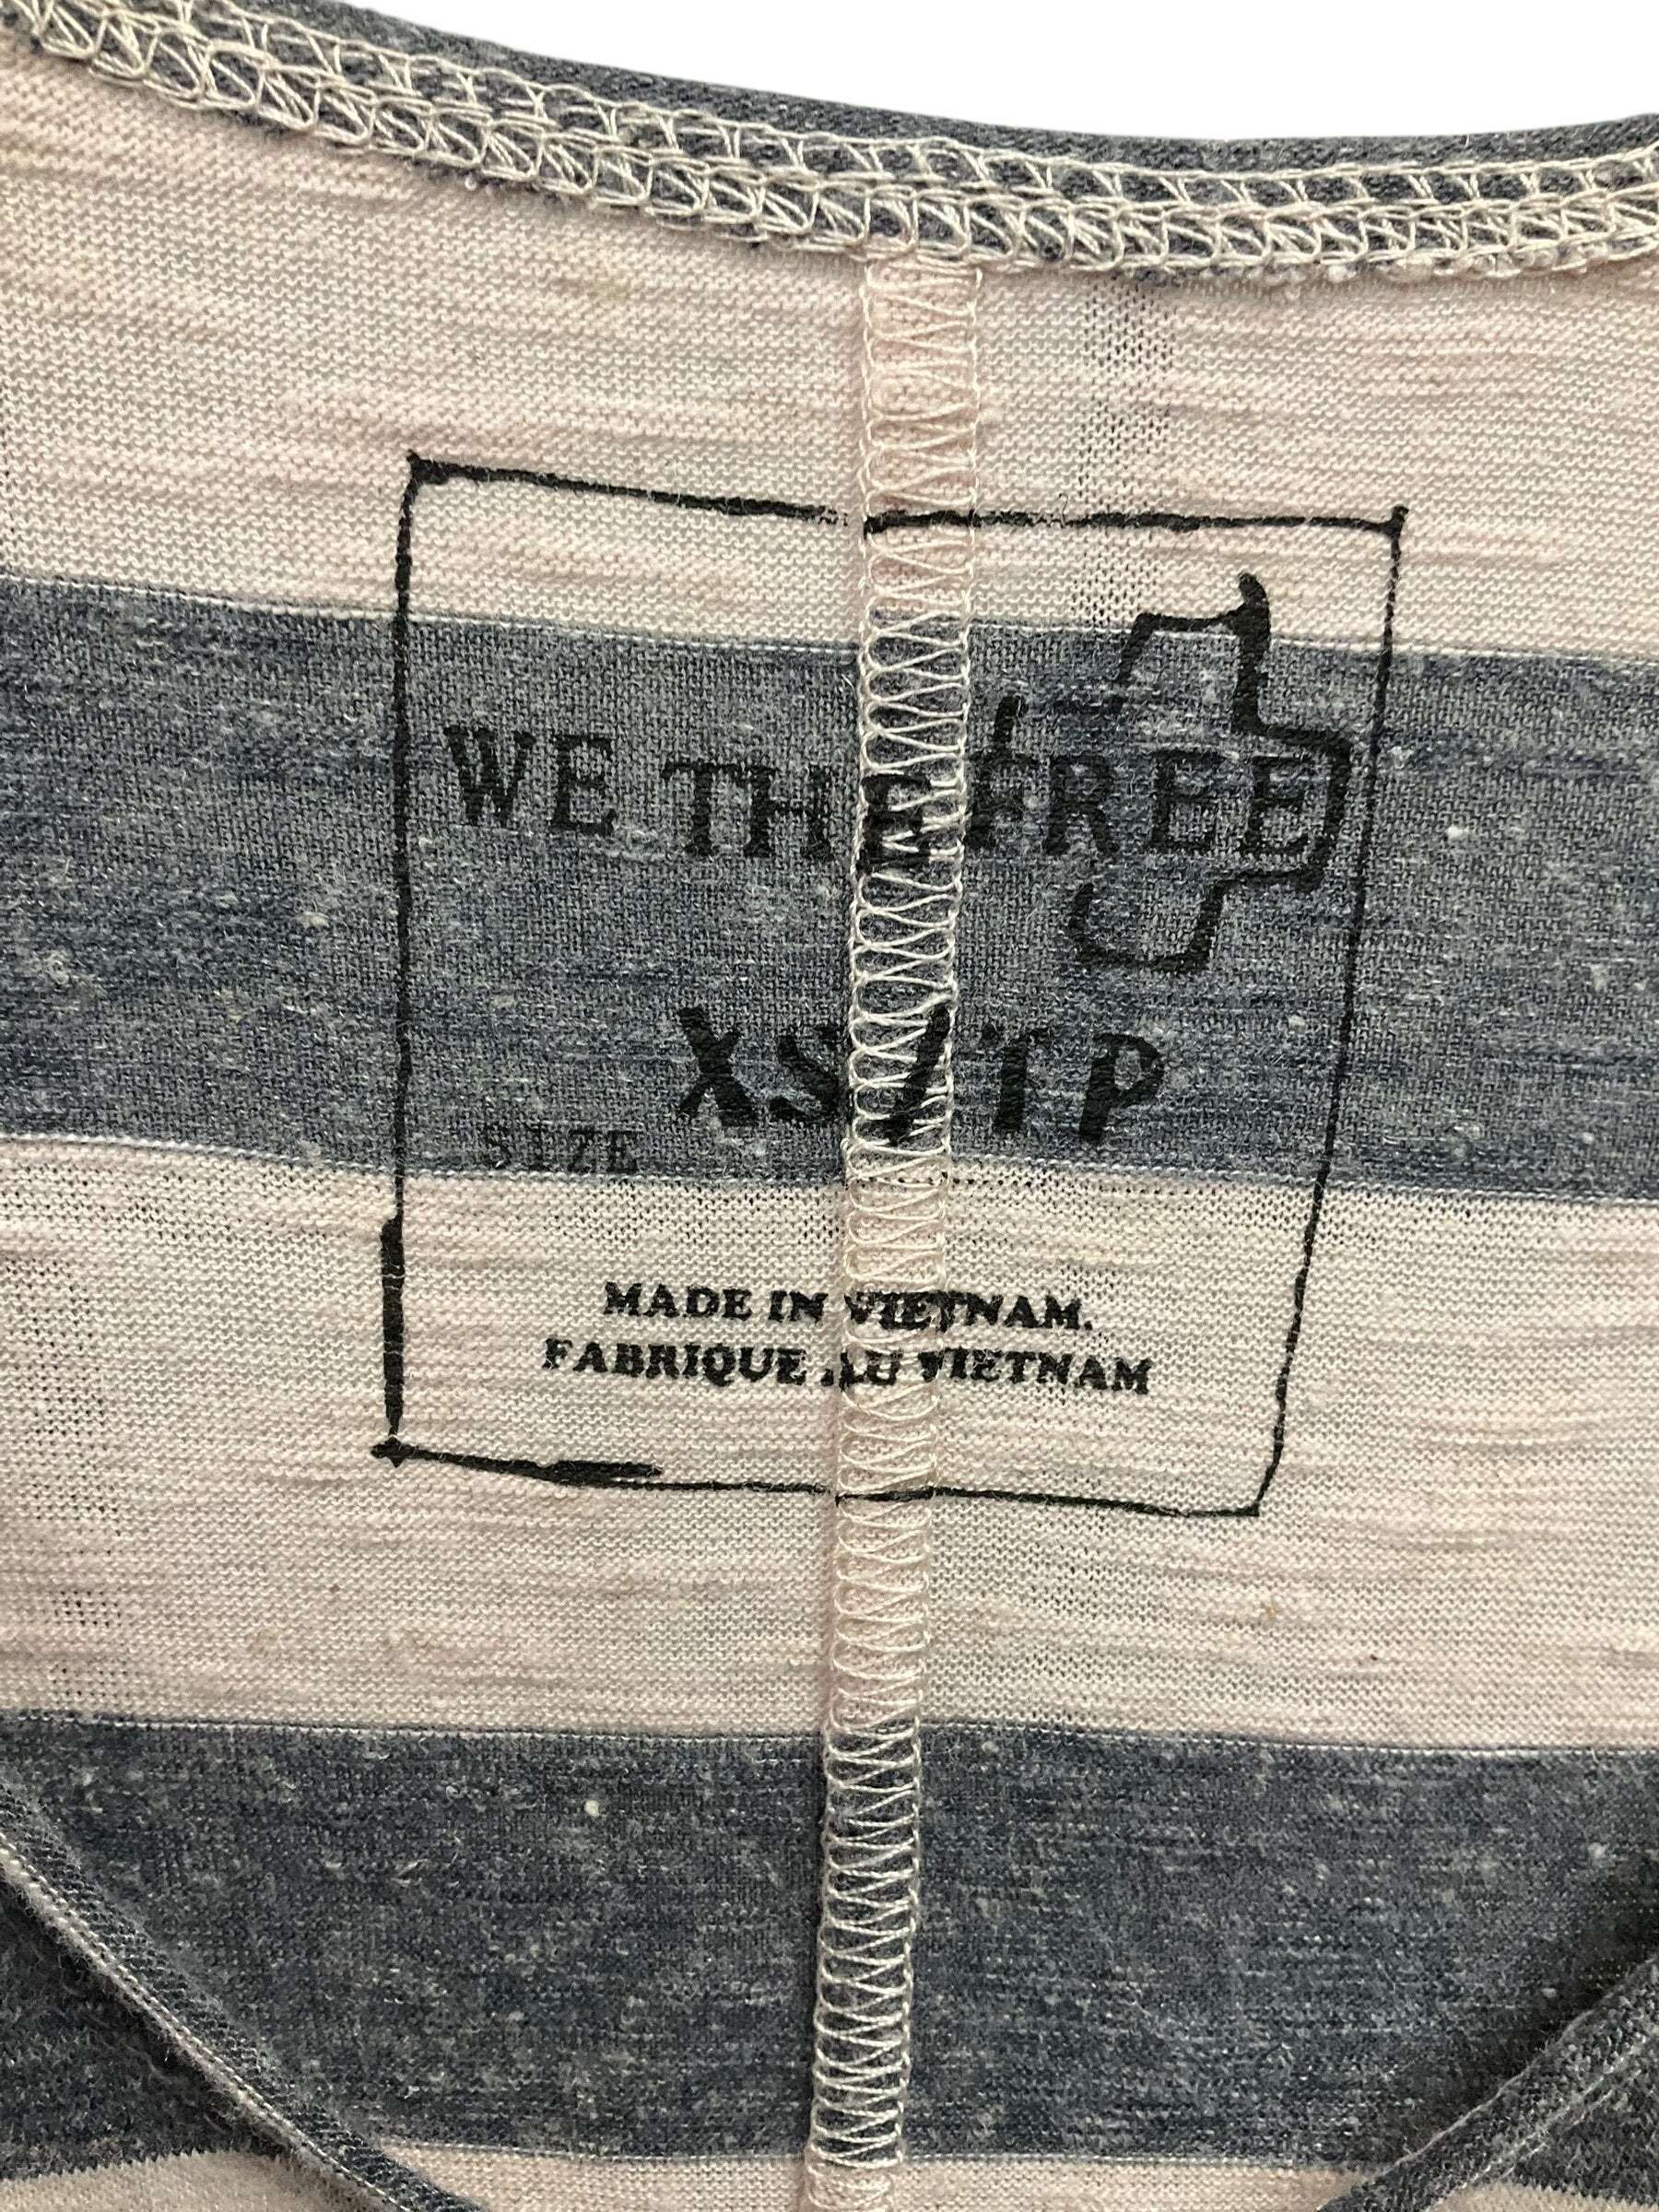 WE THE FREE
XS/TP
SIZE
MADE IN VIETNAM.
FABRIQUE AU VIETNAM